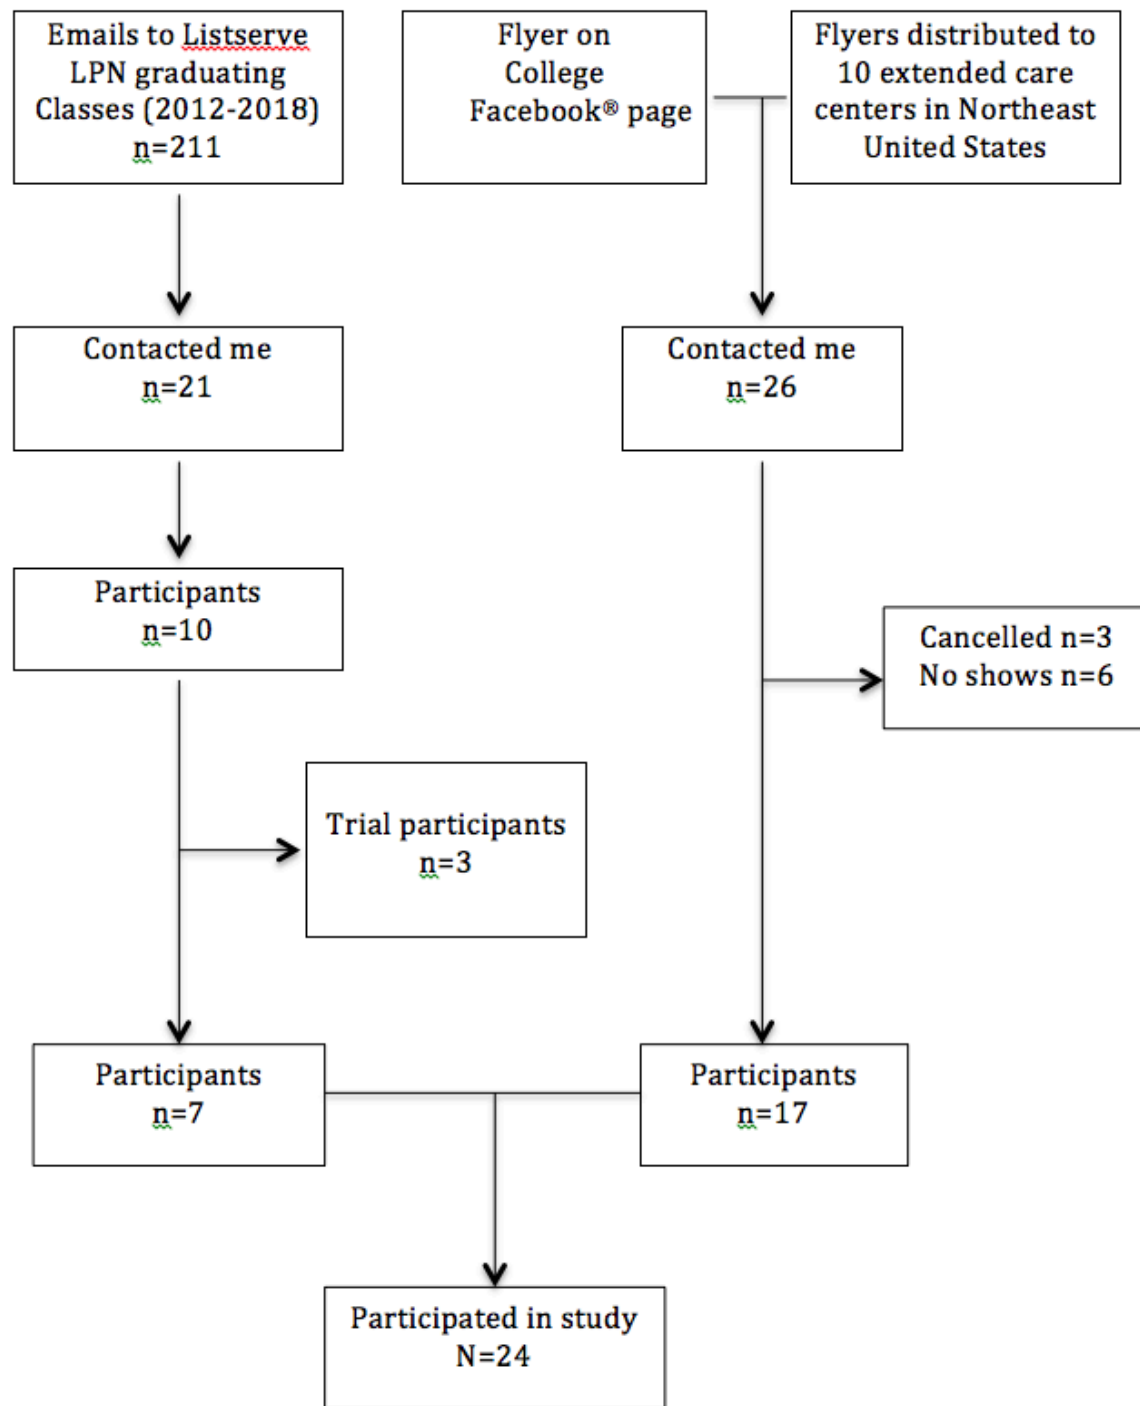 Emails to Listserve
LPN graduating
Classes (2012-2018)
n=211
Flyer on
College
Facebook® page
Flyers distributed to
10 extended care
centers in Northeast
United States
Contacted me
n=21
Contacted me
n=26
Participants
n=10
Cancelled n=3
No shows n=6
Trial participants
n=3
Participants
n=7
Participants
n=17
Participated in study
N=24